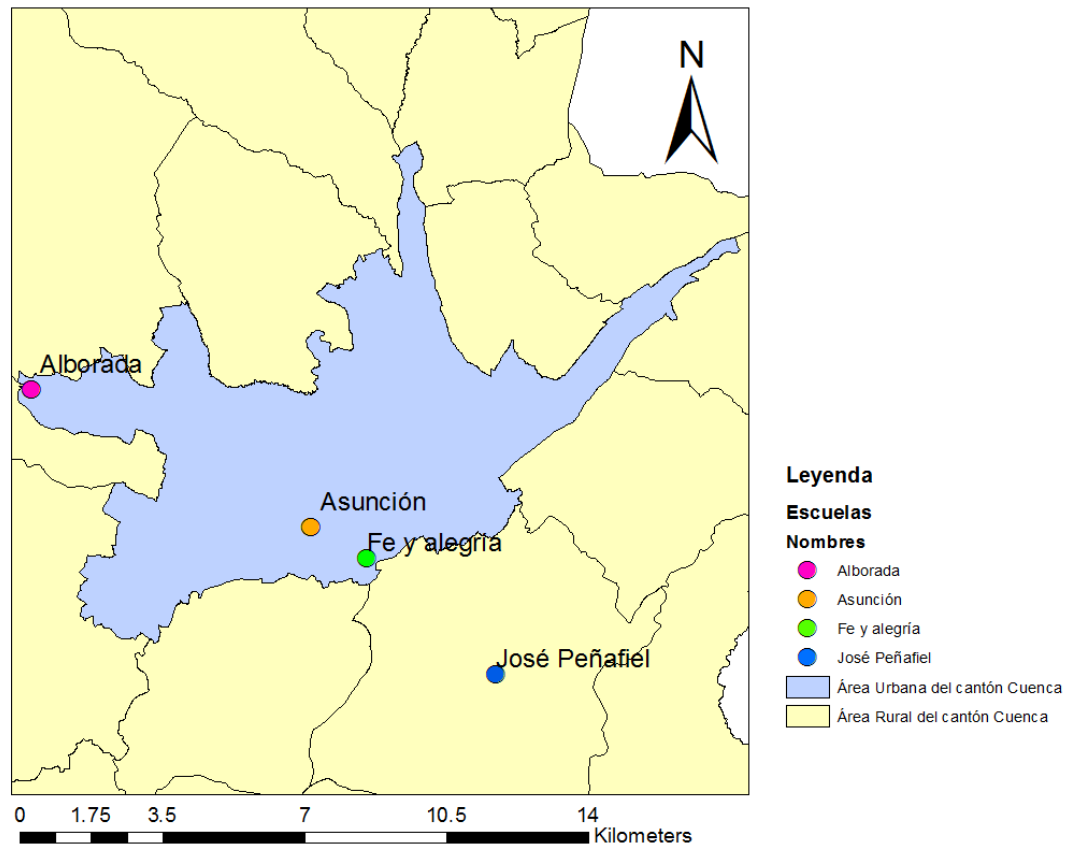 N
Alborada
Asunción
Fe y alegría
José Peñafiel
Leyenda
Escuelas
Nombres
Alborada
Asunción
Fe y alegría
José Peñafiel
Área Urbana del cantón Cuenca
Área Rural del cantón Cuenca
0 1.75 3.5 7 10.5 14
Kilometers